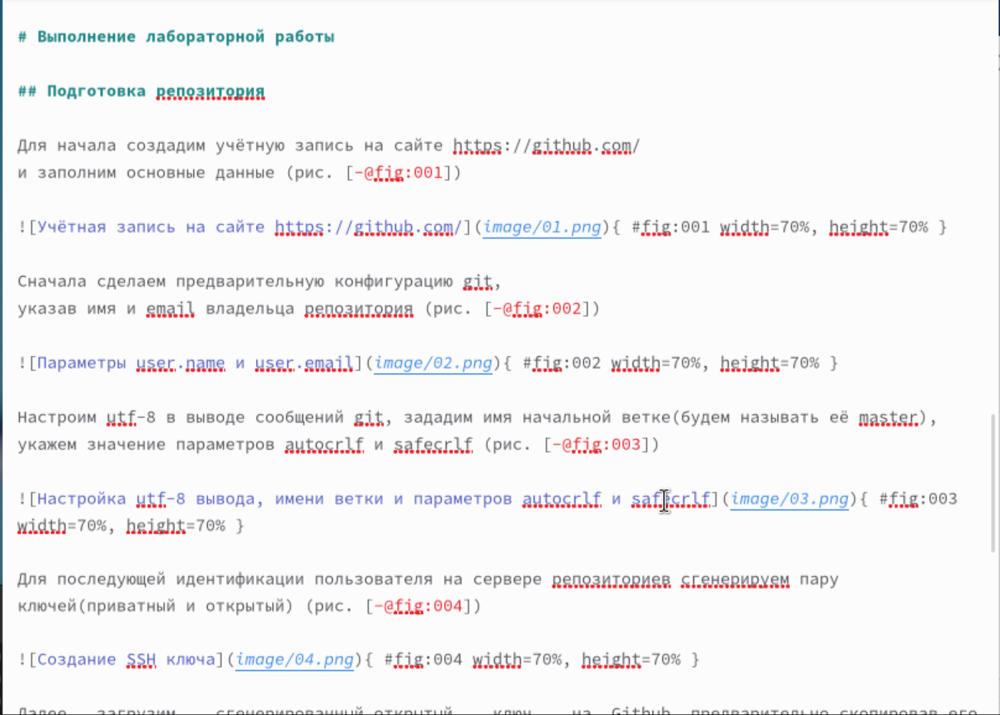 # Выполнение лабораторной работы
## Подготовка репозитория
Для начала создадим учётную запись на сайте https://github.com/
и заполним основные данные (рис. [-@fig:001])
![Учётная запись на сайте https://github.com/](image/01.png){ #fig:001 width=70%, height=70% }
Сначала сделаем предварительную конфигурацию git,
указав имя и email владельца репозитория (рис. [-@fig:002])
![Параметры user.name и user.email](image/02.png){ #fig:002 width=70%, height=70% }
Настроим utf-8 в выводе сообщений git, зададим имя начальной ветке(будем называть её master),
укажем значение параметров autocrlf и safecrlf (рис. [-@fig:003])
![Настройка utf-8 вывода, имени ветки и параметров autocrlf и safecrlf](image/03.png){ #fig:003
width=70%, height=70% }
Для последующей идентификации пользователя на сервере репозиториев сгенерируем пару
ключей(приватный и открытый) (рис. [-@fig:004])
![Создание SSH ключа](image/04.png){ #fig:004 width=70%, height=70% }
Далее загрузим сгенерированный открытый ключ на Github, предварительно скопировав его